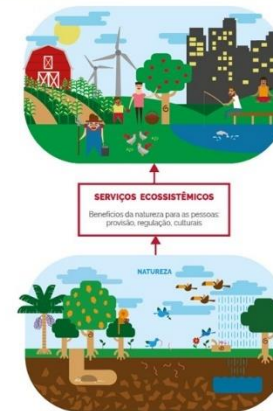 SERVIÇOS ECOSSISTÊMICOS
Benefícios da natureza para as pessoas:
provisão, regulação, culturais
NATUREZA